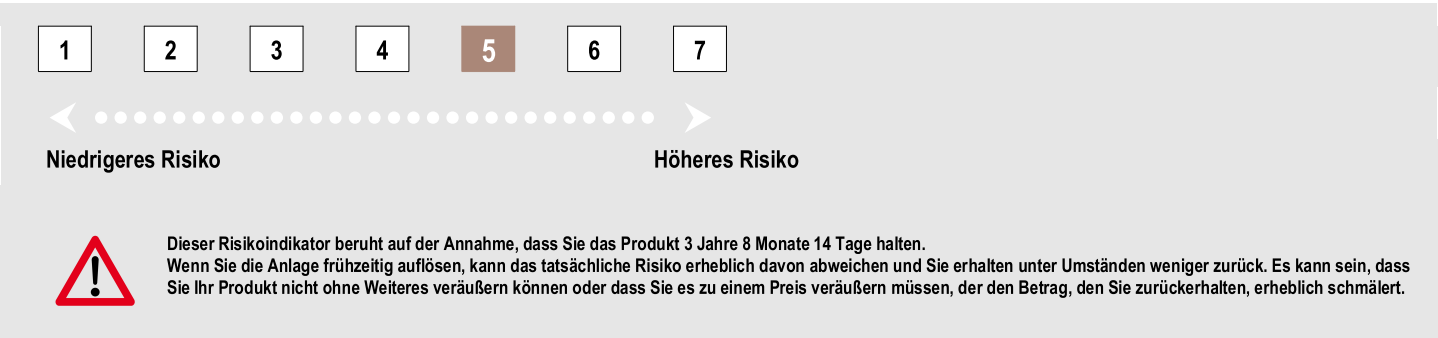 1 2 3 4 5 6 7
Niedrigeres Risiko Höheres Risiko
Dieser Risikoindikator beruht auf der Annahme, dass Sie das Produkt 3 Jahre 8 Monate 14 Tage halten.
Wenn Sie die Anlage frühzeitig auflösen, kann das tatsächliche Risiko erheblich davon abweichen und Sie erhalten unter Umständen weniger zurück. Es kann sein, dass
Sie Ihr Produkt nicht ohne Weiteres veräußern können oder dass Sie es zu einem Preis veräußern müssen, der den Betrag, den Sie zurückerhalten, erheblich schmälert.